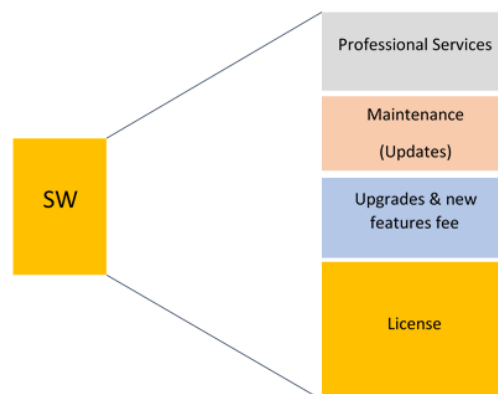 SW
Professional Services
Maintenance
(Updates)
Upgrades & new
features fee
License